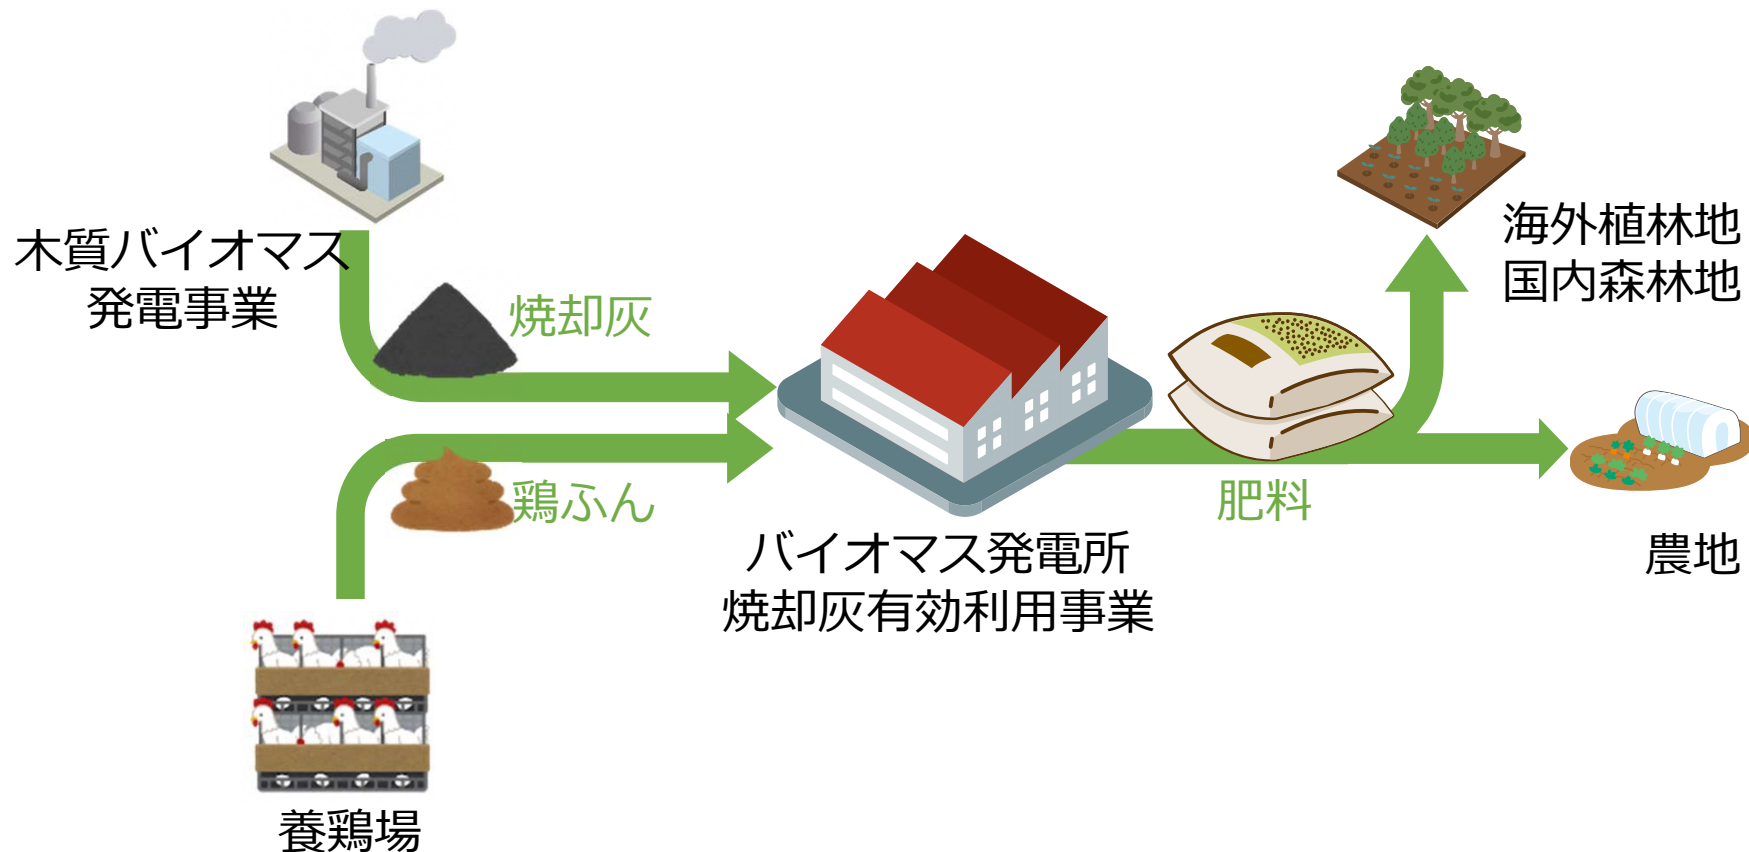 木質バイオマス
発電事業
焼却灰
鶏ふん
養鶏場
バイオマス発電所
焼却灰有効利用事業
肥料
海外植林地
国内森林地
農地